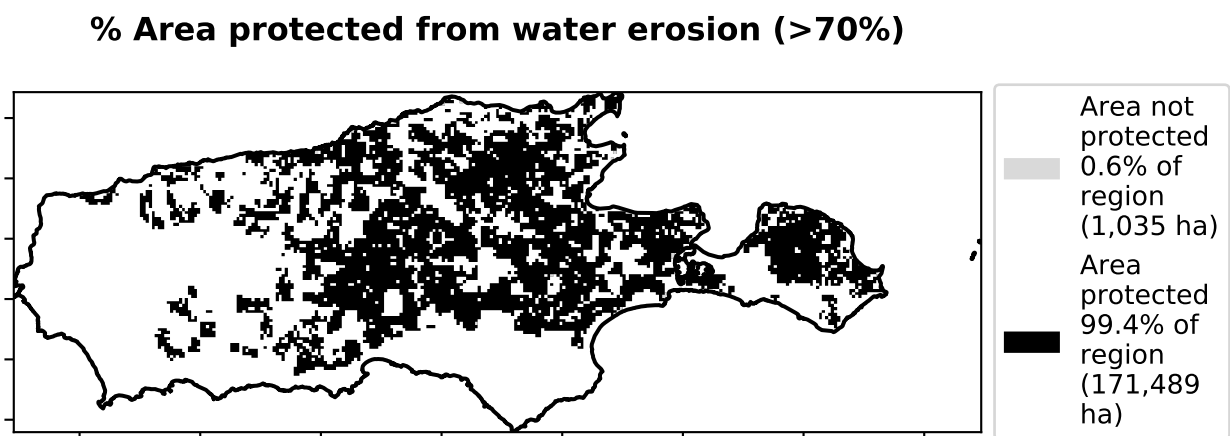 % Area protected from water erosion (>70%)
Area not
protected
0.6% of
region
(1,035 ha)
Area
protected
99.4% of
region
(171,489
ha)